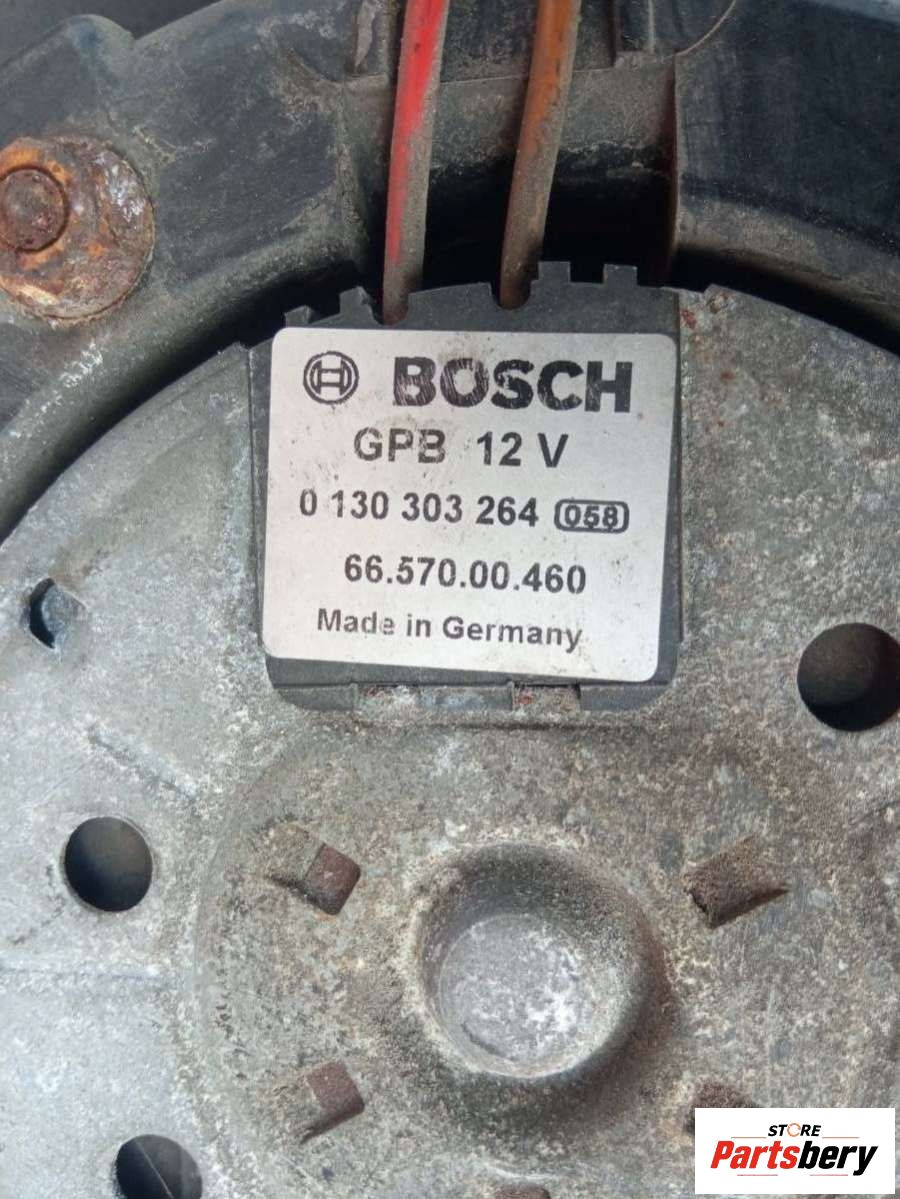 BOSCH
GPB 12 V
0 130 303 264 058
66.570.00.460
Made in Germany
STORE
Partsbery